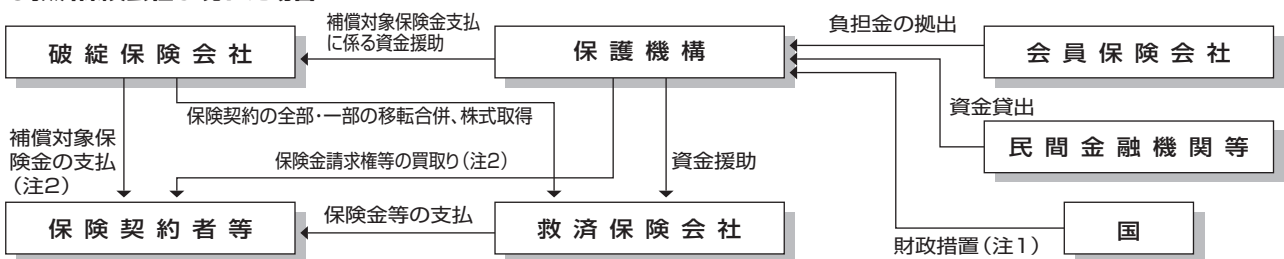 破綻保険会社
補償対象保険金支払
に係る資金援助
保護機構
負担金の拠出
会員保険会社
保険契約の全部・一部の移転合併、株式取得
資金貸出
補償対象保
険金の支払
(注2)
保険金請求権等の買取り(注2)
資金援助
民間金融機関等
保険契約者等
保険金等の支払
救済保険会社
財政措置(注1)
国